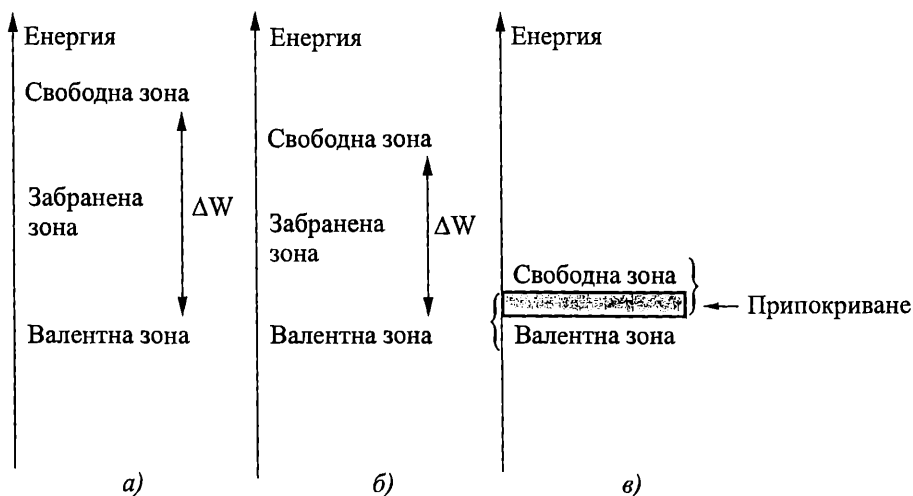 Енергия
Свободна зона
Забранена
зона
ΔW
Валентна зона
а)
Енергия
Свободна зона
Забранена
зона
ΔW
Валентна зона
б)
Енергия
Свободна зона
Припокриване
Валентна зона
в)